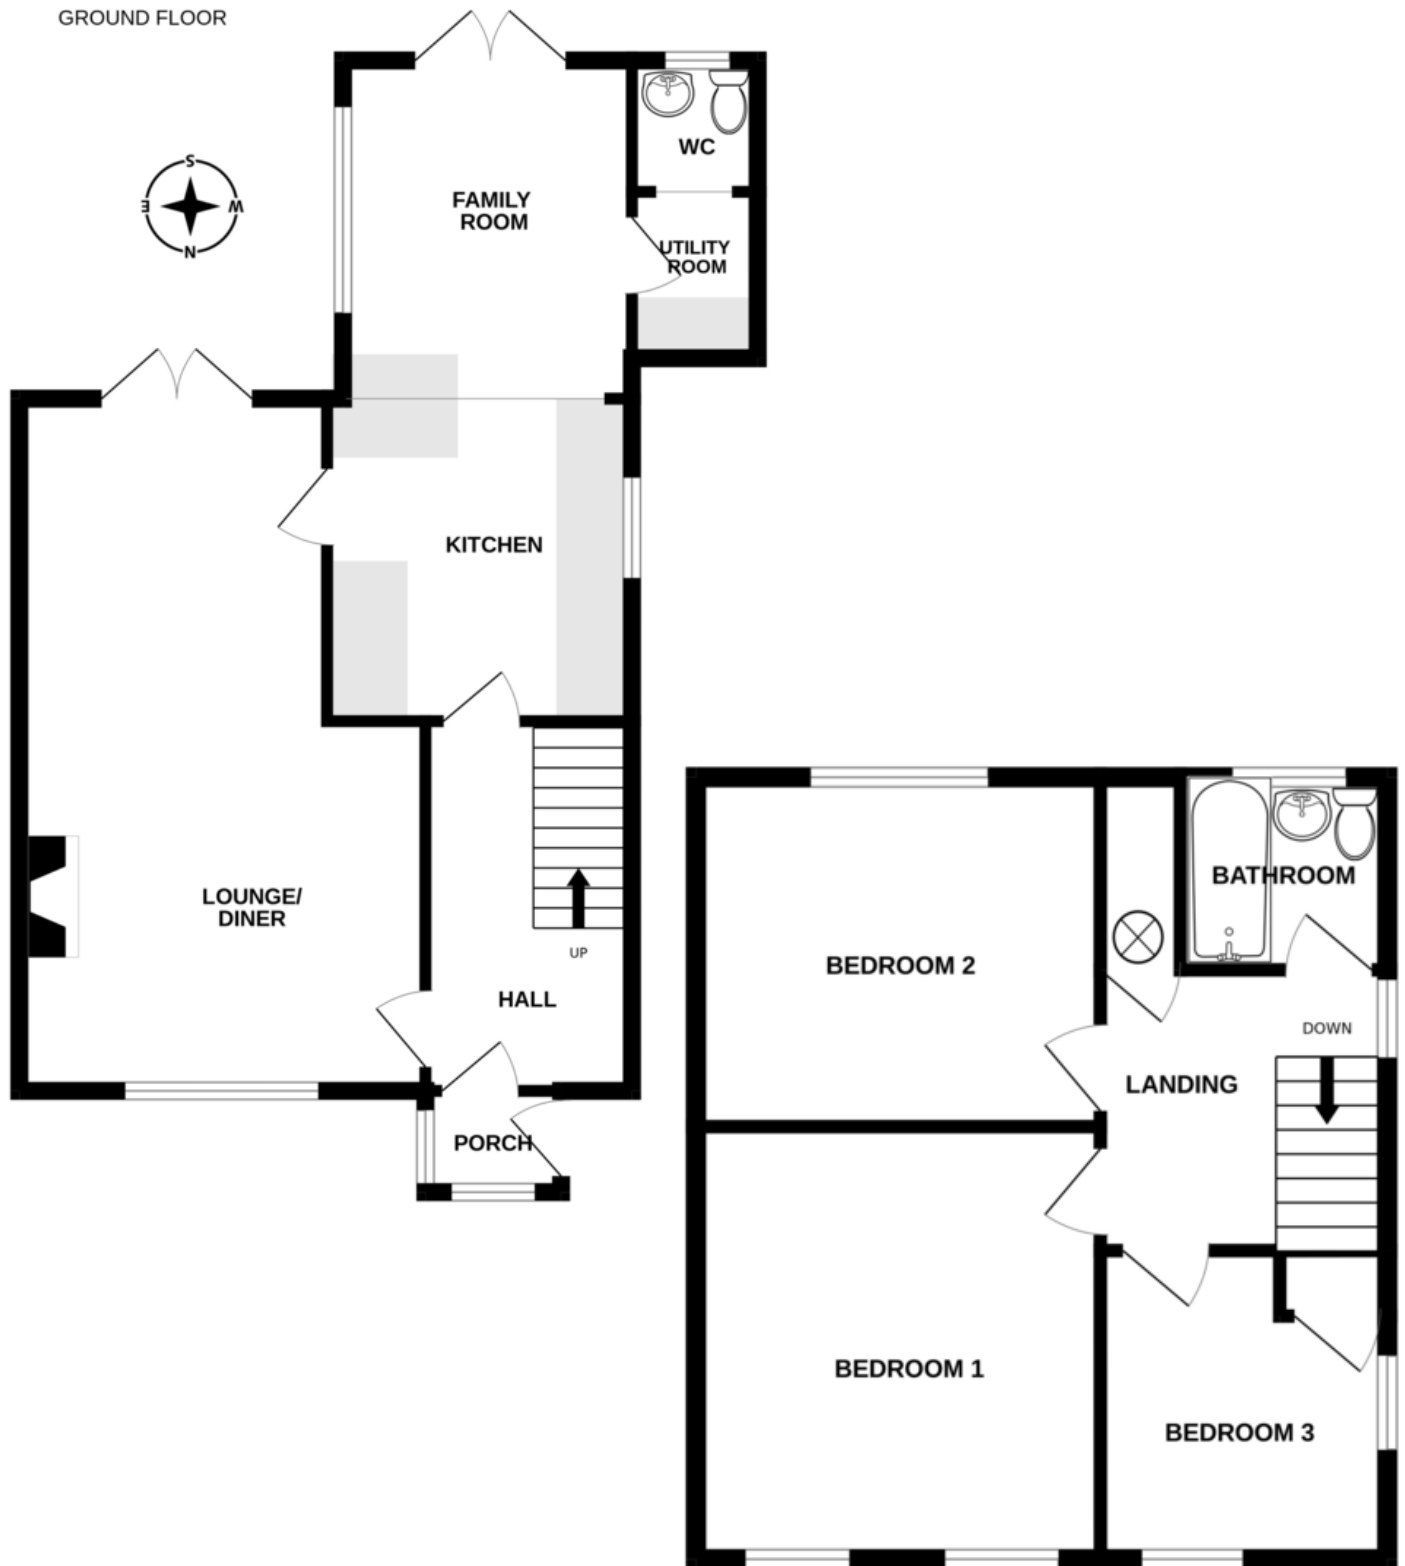 GROUND FLOOR
S
E
W
N
WC
FAMILY
ROOM
UTILITY
ROOM
KITCHEN
LOUNGE/
DINER
UP
HALL
PORCH
BATHROOM
BEDROOM 2
DOWN
LANDING
BEDROOM 1
BEDROOM 3